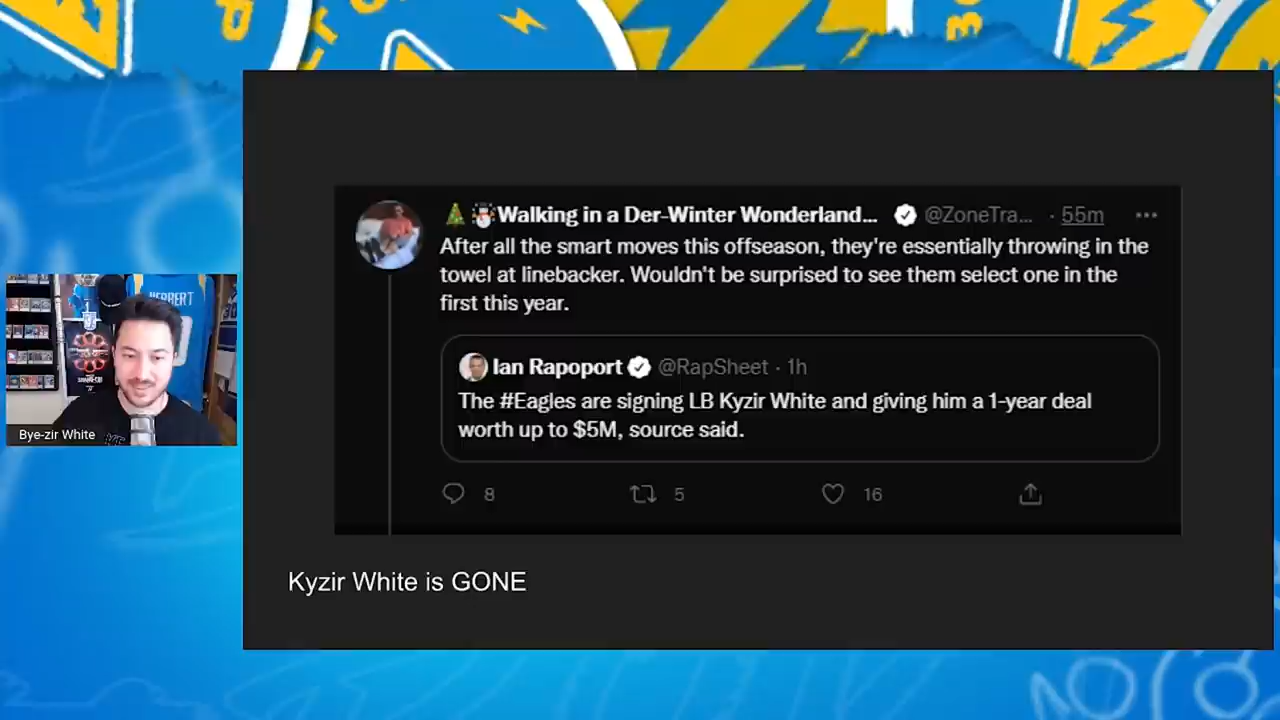 HERBERT
Bye-zir White
🎄⛄Walking in a Der-Winter Wonderland... @ZoneTra... · 55m ...
After all the smart moves this offseason, they're essentially throwing in the
towel at linebacker. Wouldn't be surprised to see them select one in the
first this year.
Ian Rapoport @RapSheet · 1h
The #Eagles are signing LB Kyzir White and giving him a 1-year deal
worth up to $5M, source said.
8 5 16
Kyzir White is GONE